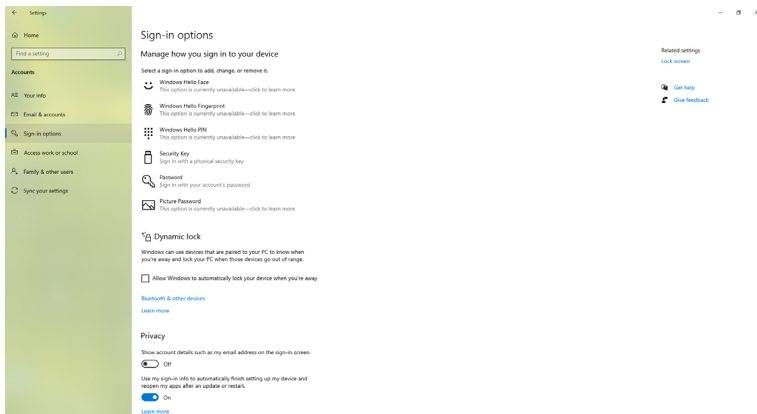 Settings
Home
Find a setting
Accounts
Your info
Email & accounts
Sign-in options
Access work or school
Family & other users
Sync your settings
Sign-in options
Manage how you sign in to your device
Select a sign-in option to add, change, or remove it.
Windows Hello Face
This option is currently unavailable—click to learn more
Windows Hello Fingerprint
This option is currently unavailable—click to learn more
Windows Hello PIN
This option is currently unavailable—click to learn more
Security Key
Sign in with a physical security key
Password
Sign in with your account's password
Picture Password
This option is currently unavailable—click to learn more
Dynamic lock
Windows can use devices that are paired to your PC to know when
you're away and lock your PC when those devices go out of range.
Allow Windows to automatically lock your device when you're away
Bluetooth & other devices
Learn more
Privacy
Show account details such as my email address on the sign-in screen.
Off
Use my sign-in info to automatically finish setting up my device and
reopen my apps after an update or restart.
On
Learn more
Related settings
Lock screen
Get help
Give feedback